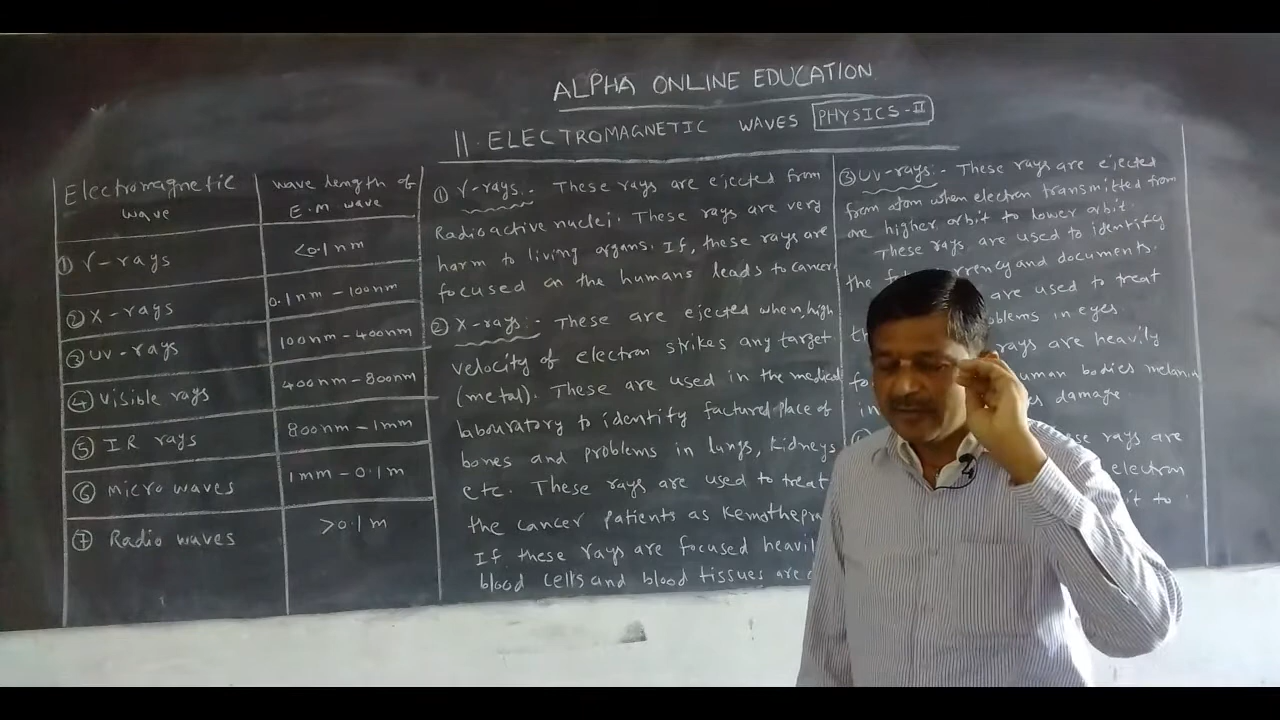 ALPHA ONLINE EDUCATION
11. ELECTROMAGNETIC WAVES PHYSICS-II
Electromagnetic wave
wave length of E.M. wave
① γ-rays
<0.1nm
② X-rays
0.1nm - 100nm
③ UV-rays
100nm - 400nm
④ Visible rays
400nm - 800nm
⑤ IR rays
800nm - 1mm
⑥ Micro waves
1mm - 0.1m
⑦ Radio waves
>0.1m
① γ-rays:- These rays are ejected from
Radioactive nuclei. These rays are very
harm to living organs. If, these rays are
focused on the humans leads to cancer
② X-rays:- These are ejected when, high
velocity of electron strikes any target
(metal). These are used in the medical
labouratory to identify factured place of
bones and problems in lungs, kidneys
etc. These rays are used to treat
the cancer patients as Kemothepra
If these rays are focused heavil
blood cells and blood tissues are
③ UV-rays:- These rays are ejected
form atom when electron transmitted from
are higher orbit to lower orbit.
These rays are used to identify
the rrency and documents.
are used to treat
blems in eyes
rays are heavily
fo uman bodies melanin
in damage.
se rays are
electron
it to